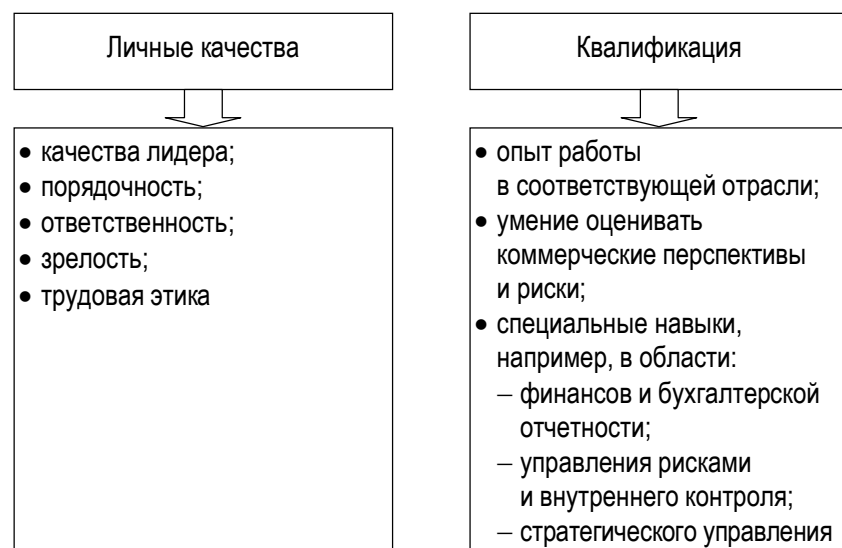 Личные качества
• качества лидера;
• порядочность;
• ответственность;
• зрелость;
• трудовая этика
Квалификация
• опыт работы
в соответствующей отрасли;
• умение оценивать
коммерческие перспективы
и риски;
• специальные навыки,
например, в области:
– финансов и бухгалтерской
отчетности;
– управления рисками
и внутреннего контроля;
– стратегического управления